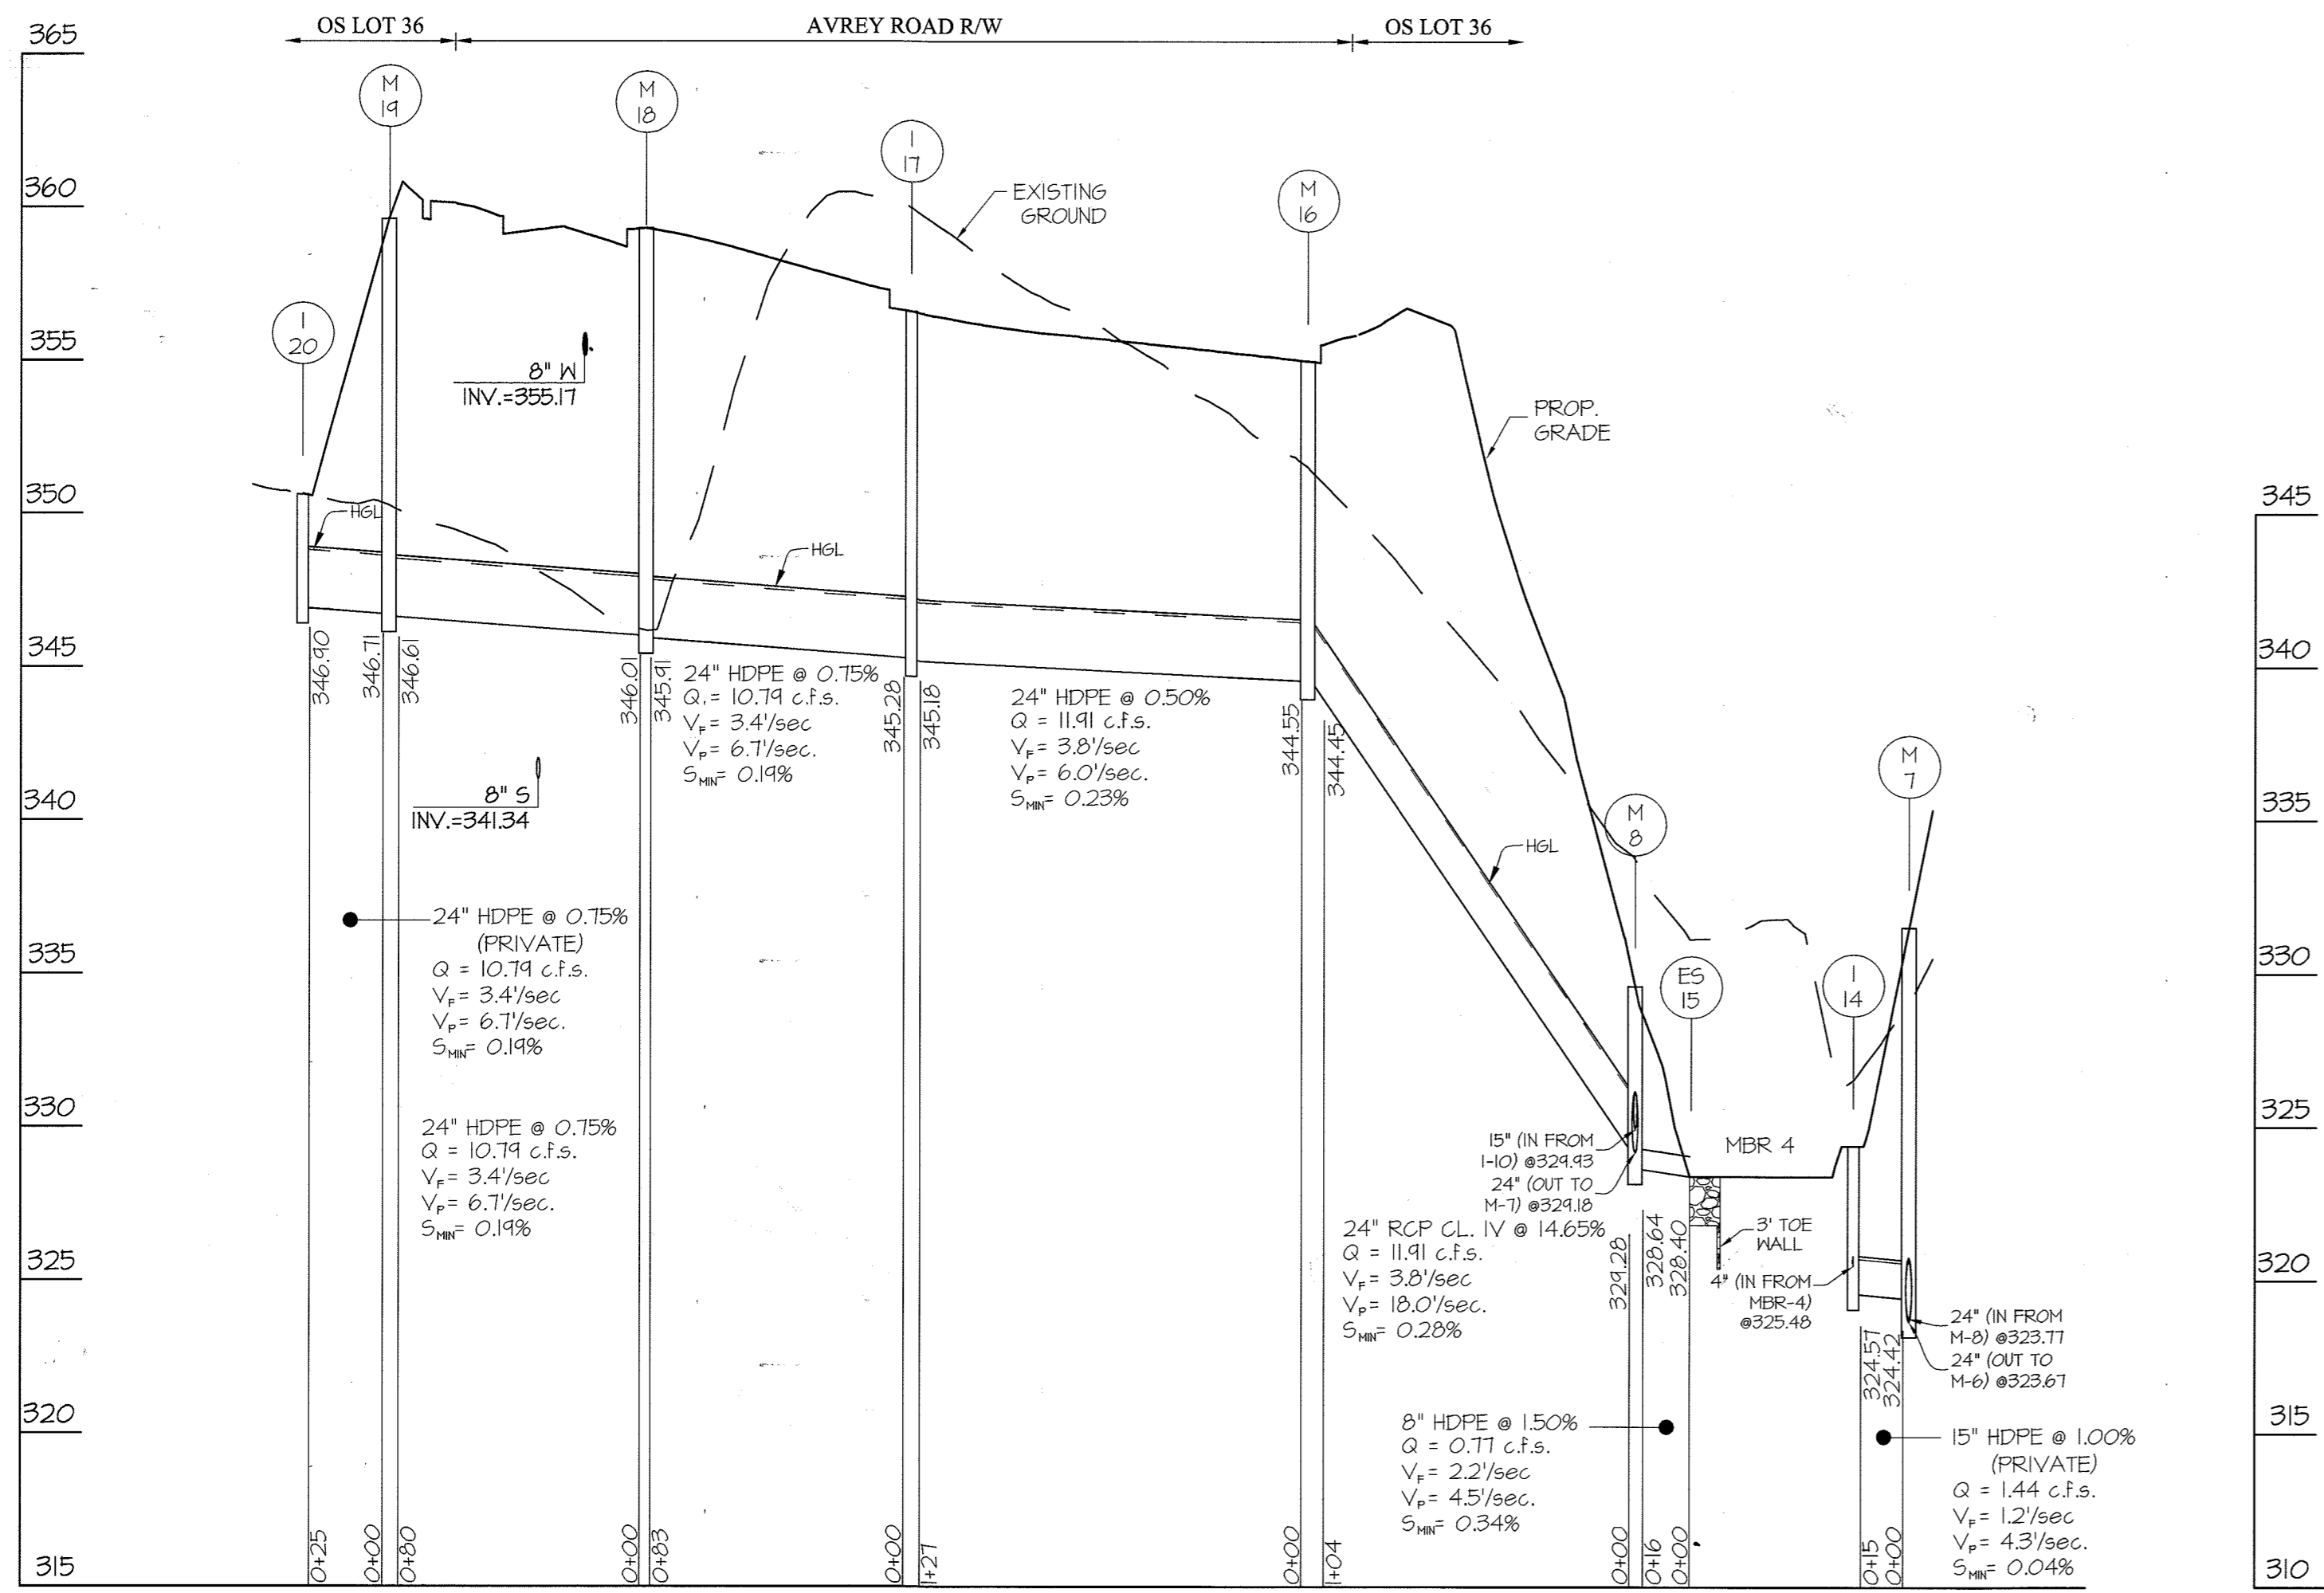 OS LOT 36
AVREY ROAD R/W
OS LOT 36
365
360
355
350
345
340
335
330
325
320
315
M
19
M
18
I
17
M
16
I
20
EXISTING
GROUND
8" W
INV.=355.17
PROP.
GRADE
HGL
HGL
HGL
345
340
335
330
325
320
315
310
346.90
346.71
346.61
346.01
345.91
345.28
345.18
344.55
344.45
24" HDPE @ 0.75%
Q = 10.79 c.f.s.
VF= 3.4'/sec
VP= 6.7'/sec.
SMIN= 0.19%
24" HDPE @ 0.50%
Q = 11.91 c.f.s.
VF= 3.8'/sec
VP= 6.0'/sec.
SMIN= 0.23%
8" S
INV.=341.34
M
7
M
8
ES
15
I
14
24" HDPE @ 0.75%
(PRIVATE)
Q = 10.79 c.f.s.
VF= 3.4'/sec
VP= 6.7'/sec.
SMIN= 0.19%
24" HDPE @ 0.75%
Q = 10.79 c.f.s.
VF= 3.4'/sec
VP= 6.7'/sec.
SMIN= 0.19%
15" (IN FROM
I-10) @329.93
24" (OUT TO
M-7) @329.18
MBR 4
24" RCP CL. IV @ 14.65%
Q = 11.91 c.f.s.
VF= 3.8'/sec
VP= 18.0'/sec.
SMIN= 0.28%
329.28
328.64
328.40
3' TOE
WALL
4" (IN FROM
MBR-4)
@325.48
324.57
324.42
24" (IN FROM
M-8) @323.77
24" (OUT TO
M-6) @323.67
8" HDPE @ 1.50%
Q = 0.77 c.f.s.
VF= 2.2'/sec
VP= 4.5'/sec.
SMIN= 0.34%
15" HDPE @ 1.00%
(PRIVATE)
Q = 1.44 c.f.s.
VF= 1.2'/sec
VP= 4.3'/sec.
SMIN= 0.04%
0+25
0+00
0+80
0+00
0+83
0+00
1+27
0+00
1+04
0+00
0+16
0+00
0+15
0+00